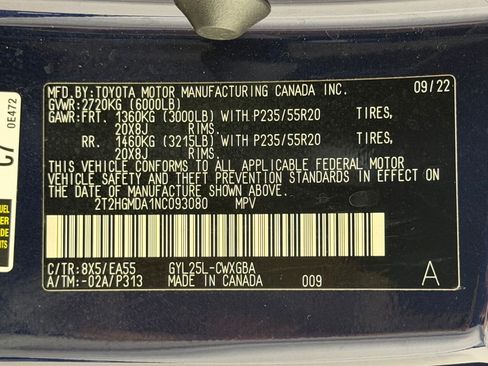 MFD.BY:TOYOTA MOTOR MANUFACTURING CANADA INC. 09/22
GVWR:2720KG (6000LB)
GAWR:FRT. 1360KG (3000LB) WITH P235/55R20 TIRES,
20X8J RIMS.
RR. 1460KG (3215LB) WITH P235/55R20 TIRES,
20X8J RIMS.
THIS VEHICLE CONFORMS TO ALL APPLICABLE FEDERAL MOTOR
VEHICLE SAFETY AND THEFT PREVENTION STANDARDS IN EFFECT
ON THE DATE OF MANUFACTURE SHOWN ABOVE.
2T2HGMDA1NC093080 MPV
C/TR:8X5/EA55 GYL25L-CWXGBA
A/TM:-02A/P313 009 A
0E472
C7